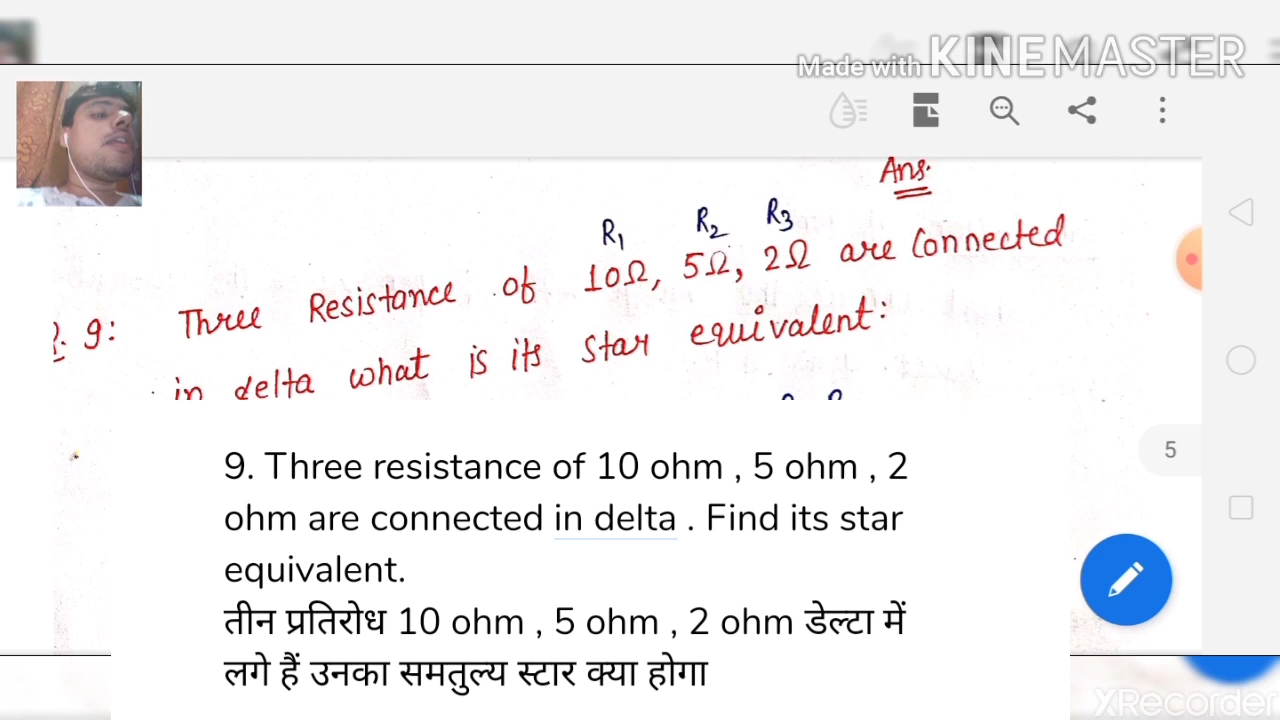 Made with KINEMASTER
Ans.
R1 R2 R3
9: Three Resistance of 10Ω, 5Ω, 2Ω are Connected
in delta what is its star equivalent:
5
9. Three resistance of 10 ohm , 5 ohm , 2
ohm are connected in delta . Find its star
equivalent.
तीन प्रतिरोध 10 ohm , 5 ohm , 2 ohm डेल्टा में
लगे हैं उनका समतुल्य स्टार क्या होगा
XRecorder